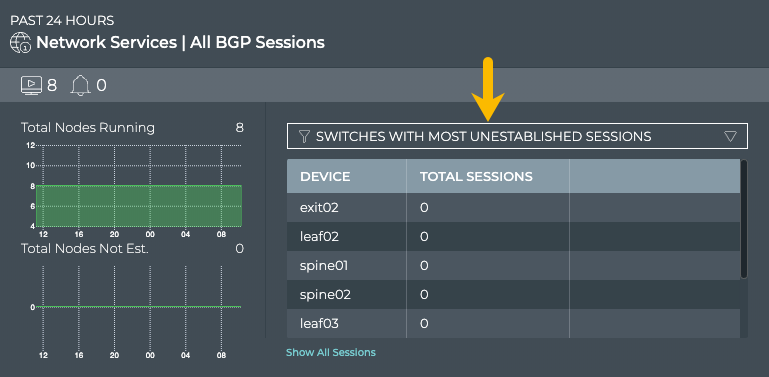 PAST 24 HOURS
1
Network Services | All BGP Sessions
8 0
Total Nodes Running 8
12
10
8
6
4
12 16 20 00 04 08
Total Nodes Not Est. 0
0
12 16 20 00 04 08
SWITCHES WITH MOST UNESTABLISHED SESSIONS
DEVICE TOTAL SESSIONS
exit02 0
leaf02 0
spine01 0
spine02 0
leaf03 0
Show All Sessions